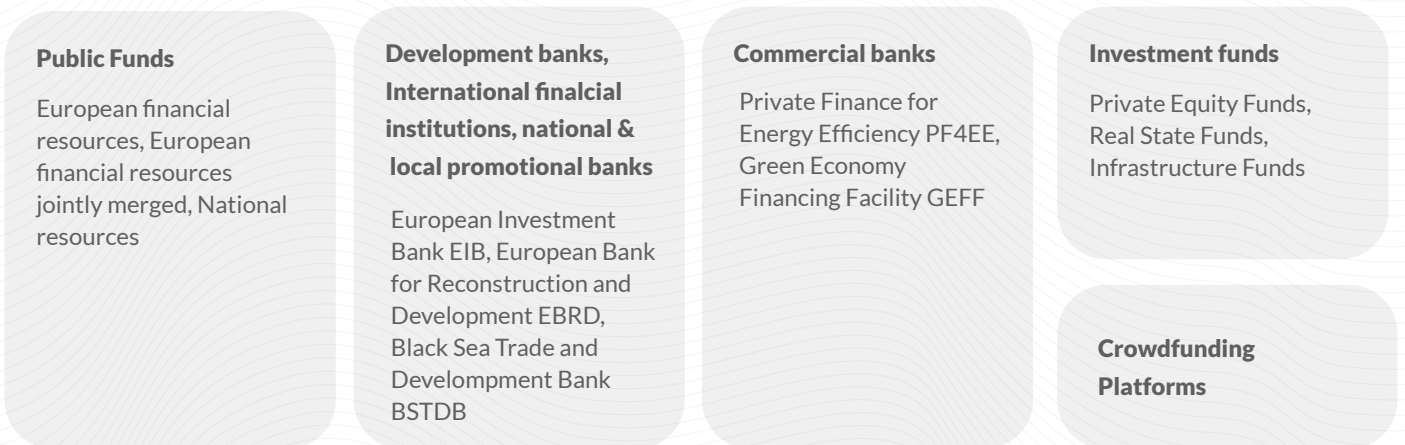 Public Funds
European financial
resources, European
financial resources
jointly merged, National
resources
Development banks,
International finalcial
institutions, national &
local promotional banks
European Investment
Bank EIB, European Bank
for Reconstruction and
Development EBRD,
Black Sea Trade and
Develompment Bank
BSTDB
Commercial banks
Private Finance for
Energy Efficiency PF4EE,
Green Economy
Financing Facility GEFF
Investment funds
Private Equity Funds,
Real State Funds,
Infrastructure Funds
Crowdfunding
Platforms